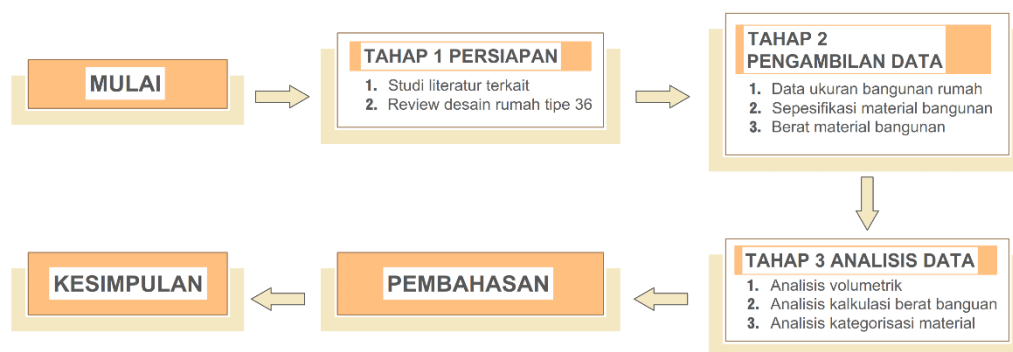 MULAI
TAHAP 1 PERSIAPAN
1. Studi literatur terkait
2. Review desain rumah tipe 36
TAHAP 2
PENGAMBILAN DATA
1. Data ukuran bangunan rumah
2. Sepesifikasi material bangunan
3. Berat material bangunan
TAHAP 3 ANALISIS DATA
1. Analisis volumetrik
2. Analisis kalkulasi berat banguan
3. Analisis kategorisasi material
PEMBAHASAN
KESIMPULAN